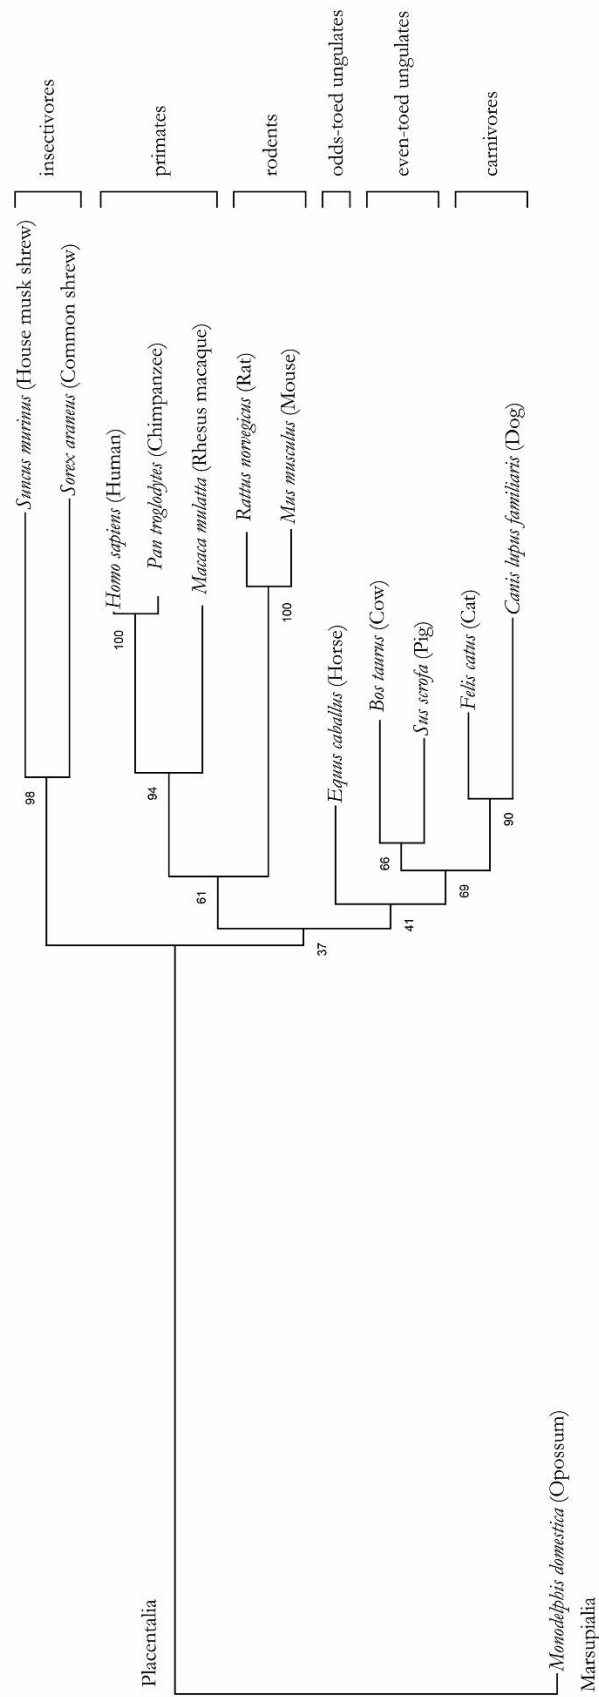 Suncus murinus (House musk shrew)
Sorex araneus (Common shrew)
insectivores
98
Homo sapiens (Human)
Pan troglodytes (Chimpanzee)
Macaca mulatta (Rhesus macaque)
primates
100
94
Rattus norvegicus (Rat)
Mus musculus (Mouse)
rodents
100
61
Equus caballus (Horse)
odds-toed ungulates
Bos taurus (Cow)
Sus scrofa (Pig)
even-toed ungulates
66
Felis catus (Cat)
Canis lupus familiaris (Dog)
carnivores
90
69
41
37
Placentalia
Monodelphis domestica (Opossum)
Marsupialia